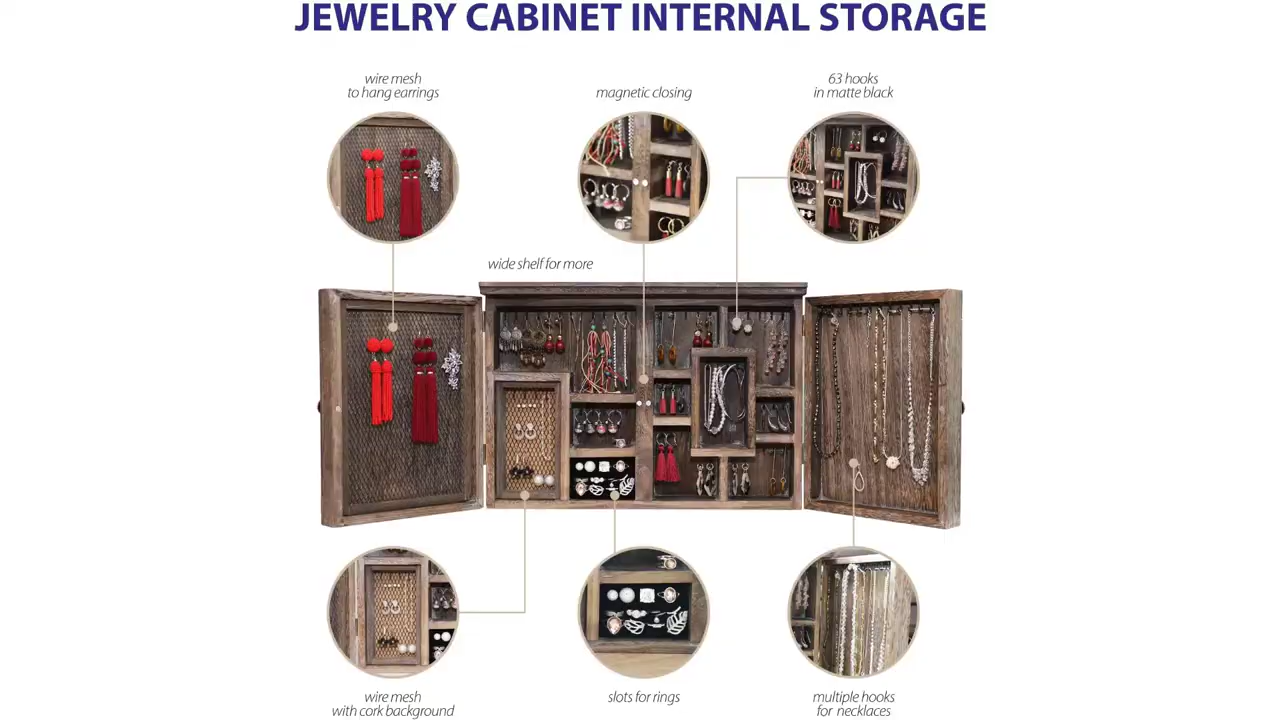 JEWELRY CABINET INTERNAL STORAGE
wire mesh
to hang earrings
magnetic closing
63 hooks
in matte black
wide shelf for more
wire mesh
with cork background
slots for rings
multiple hooks
for necklaces